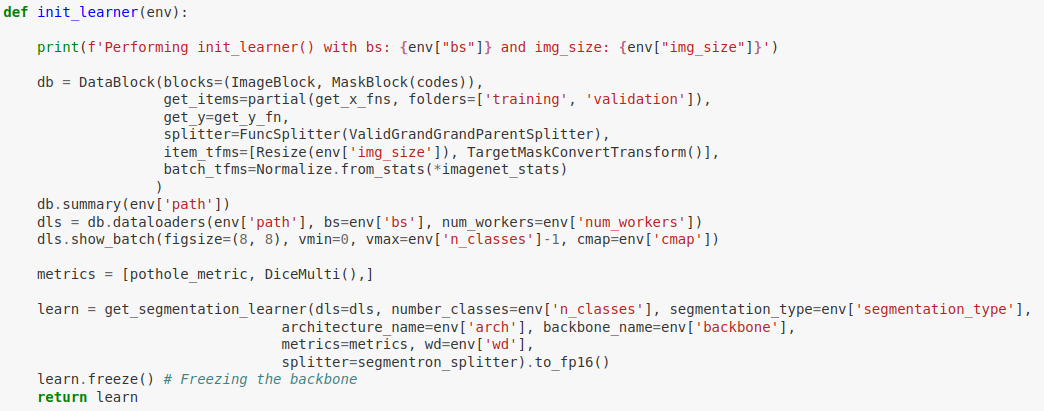 def init_learner(env):
    print(f'Performing init_learner() with bs: {env["bs"]} and img_size: {env["img_size"]}')
    db = DataBlock(blocks=(ImageBlock, MaskBlock(codes)),
                   get_items=partial(get_x_fns, folders=['training', 'validation']),
                   get_y=get_y_fn,
                   splitter=FuncSplitter(ValidGrandGrandParentSplitter),
                   item_tfms=[Resize(env['img_size']), TargetMaskConvertTransform()],
                   batch_tfms=Normalize.from_stats(*imagenet_stats)
                  )
    db.summary(env['path'])
    dls = db.dataloaders(env['path'], bs=env['bs'], num_workers=env['num_workers'])
    dls.show_batch(figsize=(8, 8), vmin=0, vmax=env['n_classes']-1, cmap=env['cmap'])
    metrics = [pothole_metric, DiceMulti(),]
    learn = get_segmentation_learner(dls=dls, number_classes=env['n_classes'], segmentation_type=env['segmentation_type'],
                                 architecture_name=env['arch'], backbone_name=env['backbone'],
                                 metrics=metrics, wd=env['wd'],
                                 splitter=segmentron_splitter).to_fp16()
    learn.freeze() # Freezing the backbone
    return learn